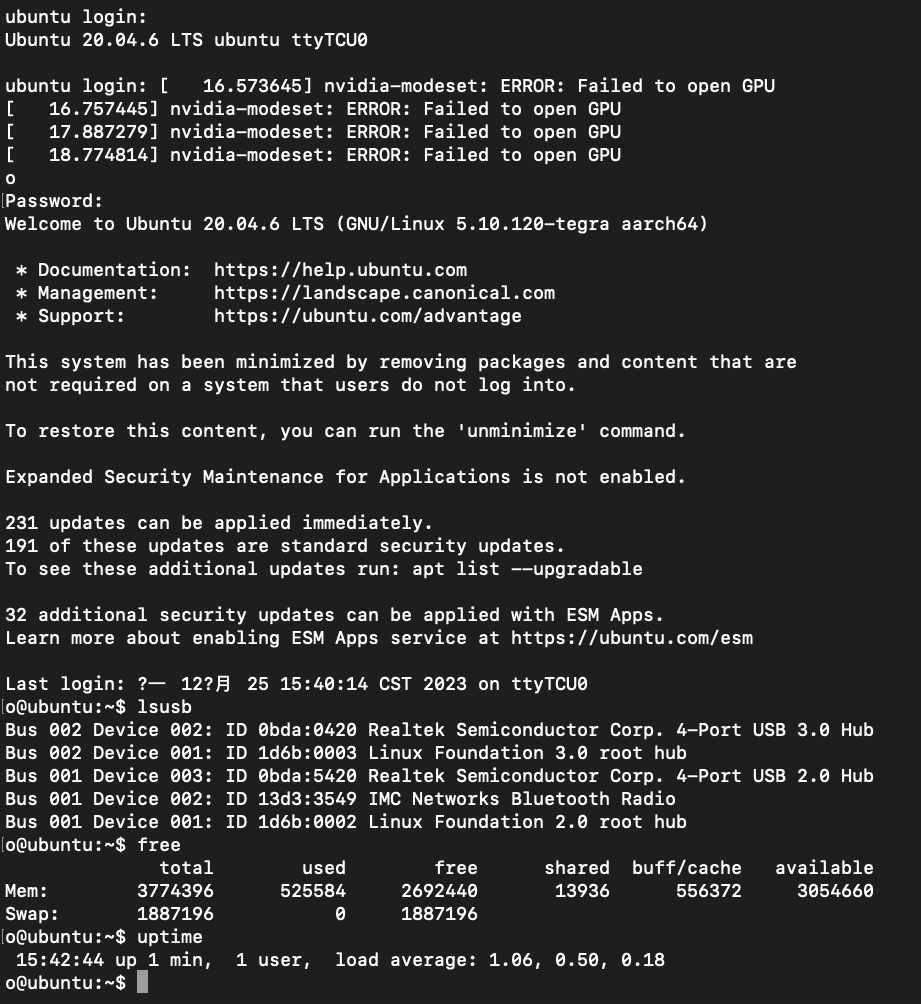 ubuntu login:
Ubuntu 20.04.6 LTS ubuntu ttyTCU0
ubuntu login: [   16.573645] nvidia-modeset: ERROR: Failed to open GPU
[   16.757445] nvidia-modeset: ERROR: Failed to open GPU
[   17.887279] nvidia-modeset: ERROR: Failed to open GPU
[   18.774814] nvidia-modeset: ERROR: Failed to open GPU
o
Password:
Welcome to Ubuntu 20.04.6 LTS (GNU/Linux 5.10.120-tegra aarch64)
 * Documentation:  https://help.ubuntu.com
 * Management:     https://landscape.canonical.com
 * Support:        https://ubuntu.com/advantage
This system has been minimized by removing packages and content that are
not required on a system that users do not log into.
To restore this content, you can run the 'unminimize' command.
Expanded Security Maintenance for Applications is not enabled.
231 updates can be applied immediately.
191 of these updates are standard security updates.
To see these additional updates run: apt list --upgradable
32 additional security updates can be applied with ESM Apps.
Learn more about enabling ESM Apps service at https://ubuntu.com/esm
Last login: ?一 12?月 25 15:40:14 CST 2023 on ttyTCU0
o@ubuntu:~$ lsusb
Bus 002 Device 002: ID 0bda:0420 Realtek Semiconductor Corp. 4-Port USB 3.0 Hub
Bus 002 Device 001: ID 1d6b:0003 Linux Foundation 3.0 root hub
Bus 001 Device 003: ID 0bda:5420 Realtek Semiconductor Corp. 4-Port USB 2.0 Hub
Bus 001 Device 002: ID 13d3:3549 IMC Networks Bluetooth Radio
Bus 001 Device 001: ID 1d6b:0002 Linux Foundation 2.0 root hub
o@ubuntu:~$ free
              total        used        free      shared  buff/cache   available
Mem:        3774396      525584     2692440       13936      556372     3054660
Swap:       1887196           0     1887196
o@ubuntu:~$ uptime
 15:42:44 up 1 min,  1 user,  load average: 1.06, 0.50, 0.18
o@ubuntu:~$